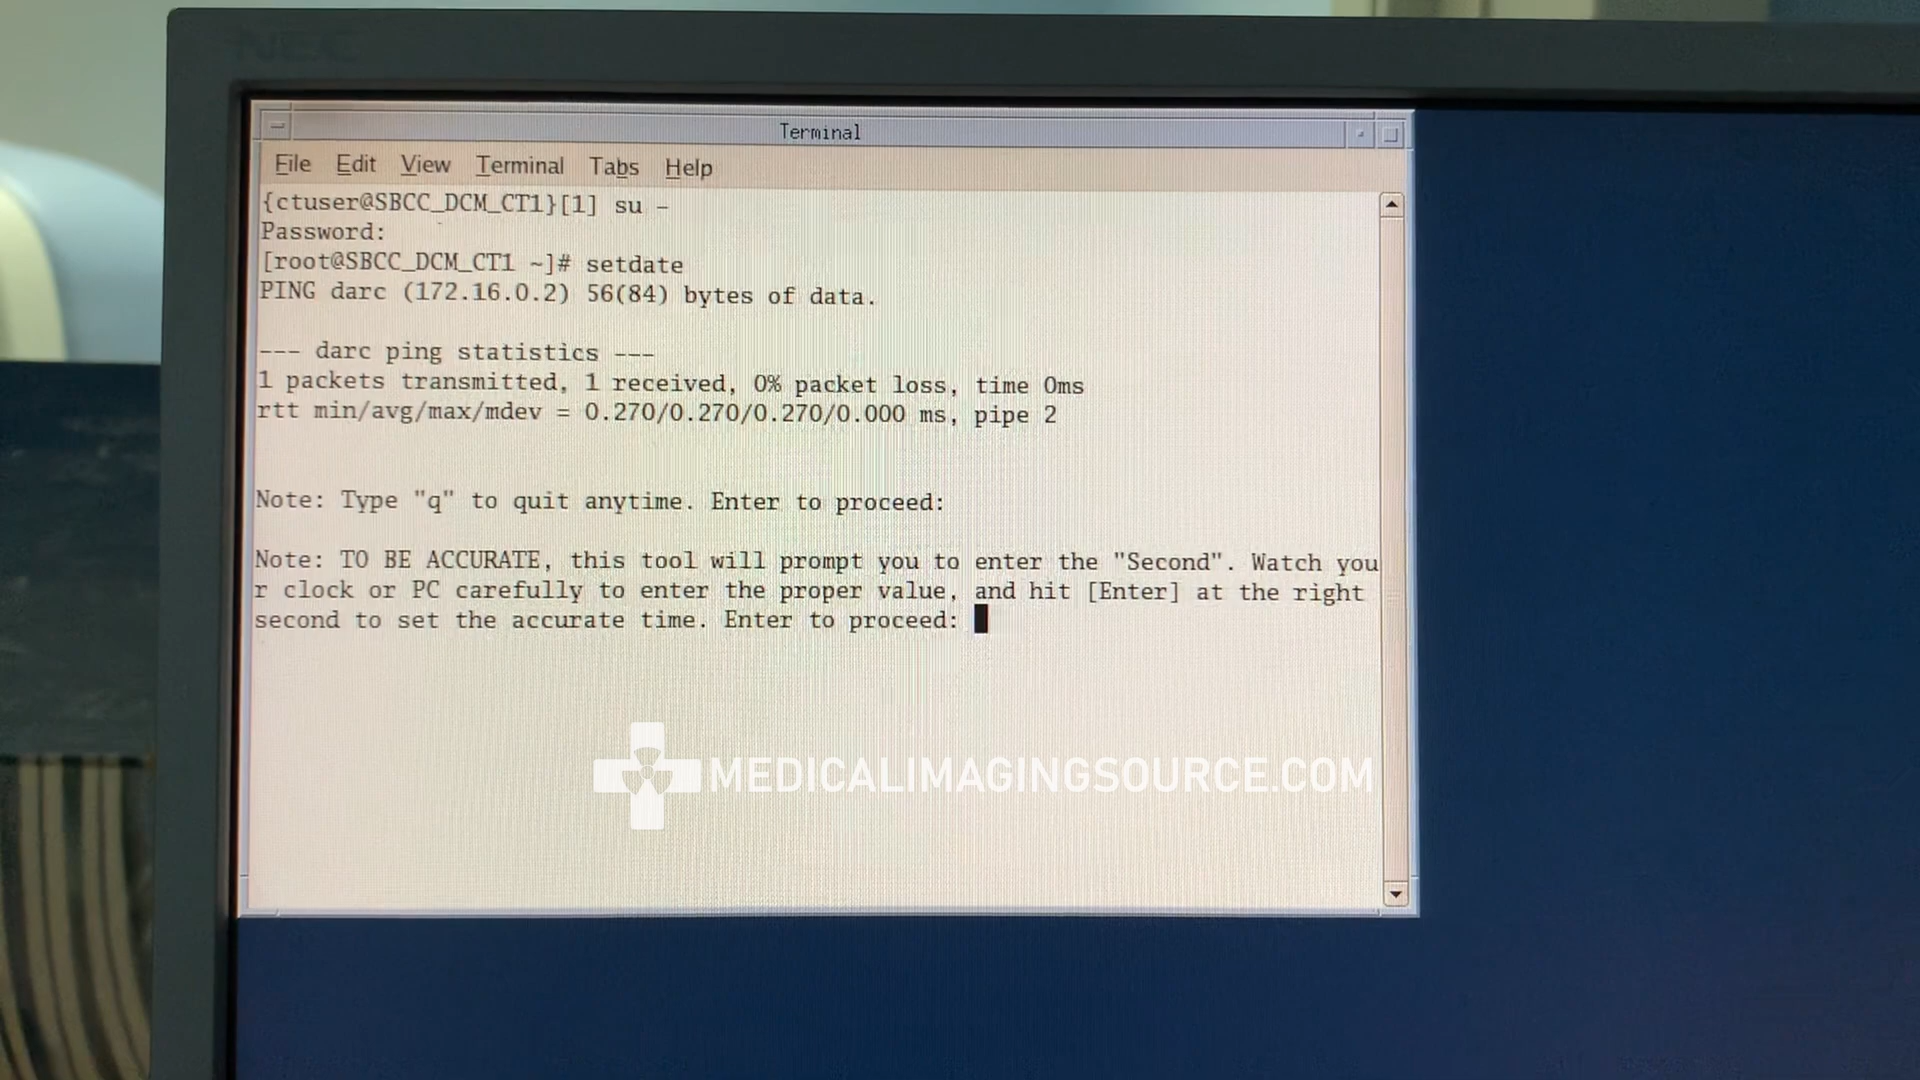 NEC
Terminal
File Edit View Terminal Tabs Help
{ctuser@SBCC_DCM_CT1}[1] su -
Password:
[root@SBCC_DCM_CT1 ~]# setdate
PING darc (172.16.0.2) 56(84) bytes of data.
--- darc ping statistics ---
1 packets transmitted, 1 received, 0% packet loss, time 0ms
rtt min/avg/max/mdev = 0.270/0.270/0.270/0.000 ms, pipe 2
Note: Type "q" to quit anytime. Enter to proceed:
Note: TO BE ACCURATE, this tool will prompt you to enter the "Second". Watch you
r clock or PC carefully to enter the proper value, and hit [Enter] at the right
second to set the accurate time. Enter to proceed:
MEDICALIMAGINGSOURCE.COM